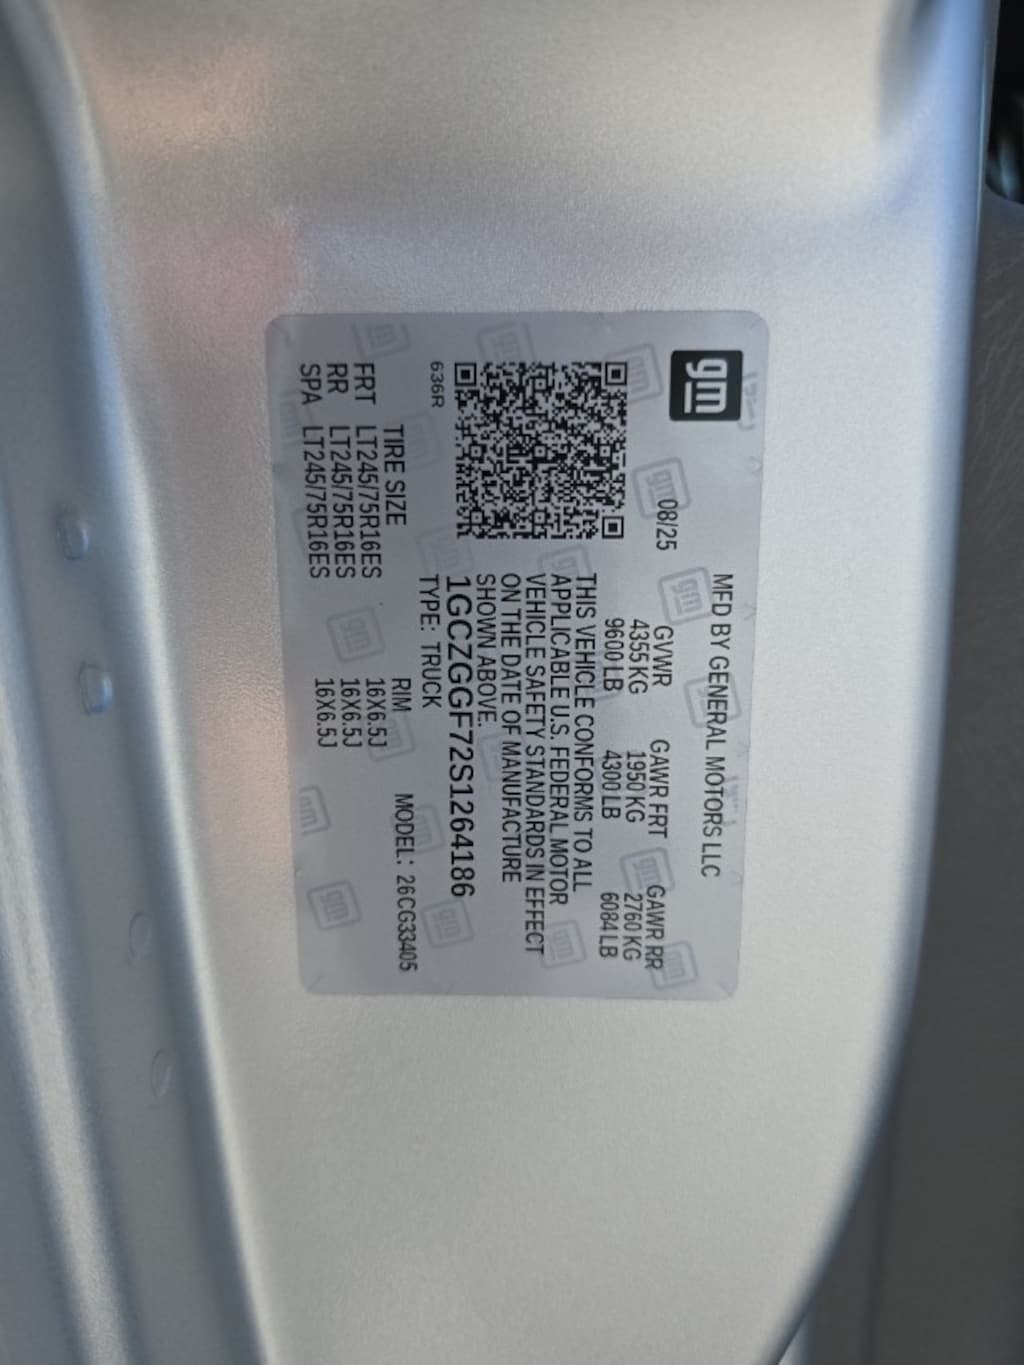 gm
MFD BY GENERAL MOTORS LLC
08/25
GVWR GAWR FRT GAWR RR
4355 KG 1950 KG 2760 KG
9600 LB 4300 LB 6084 LB
THIS VEHICLE CONFORMS TO ALL
APPLICABLE U.S. FEDERAL MOTOR
VEHICLE SAFETY STANDARDS IN EFFECT
ON THE DATE OF MANUFACTURE
SHOWN ABOVE.
1GCZGGF72S1264186
636R
TYPE: TRUCK
TIRE SIZE RIM MODEL: 26CG33405
FRT LT245/75R16ES 16X6.5J
RR LT245/75R16ES 16X6.5J
SPA LT245/75R16ES 16X6.5J